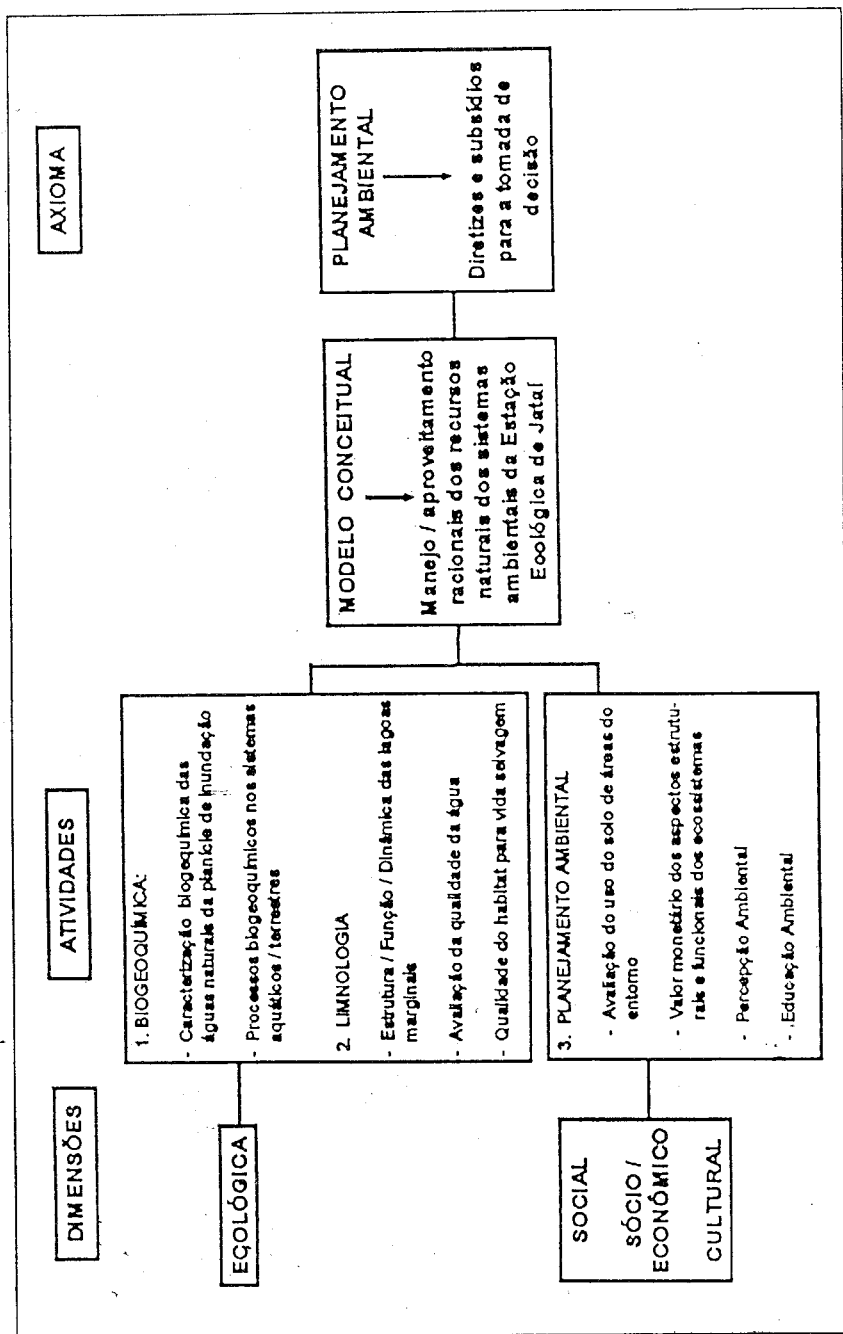 DIMENSÕES
ATIVIDADES
AXIOMA
ECOLÓGICA
1. BIOGEOQUÍMICA:
- Caracterização biogeoquímica das
águas naturais da planície de inundação
- Processos biogeoquímicos nos sistemas
aquáticos / terrestres
2. LIMNOLOGIA
- Estrutura / Função / Dinâmica das lagoas
marginais
- Avaliação da qualidade da água
- Qualidade do habitat para vida selvagem
SOCIAL
SÓCIO /
ECONÔMICO
CULTURAL
3. PLANEJAMENTO AMBIENTAL
- Avaliação do uso do solo de áreas do
entorno
- Valor monetário dos aspectos estrutu-
rais e funcionais dos ecossistemas
- Percepção Ambiental
- .Educação Ambiental
MODELO CONCEITUAL
Manejo / aproveitamento
racionais dos recursos
naturais dos sistemas
ambientais da Estação
Ecológica de Jataí
PLANEJAMENTO
AMBIENTAL
Diretizes e subsídios
para a tomada de
decisão